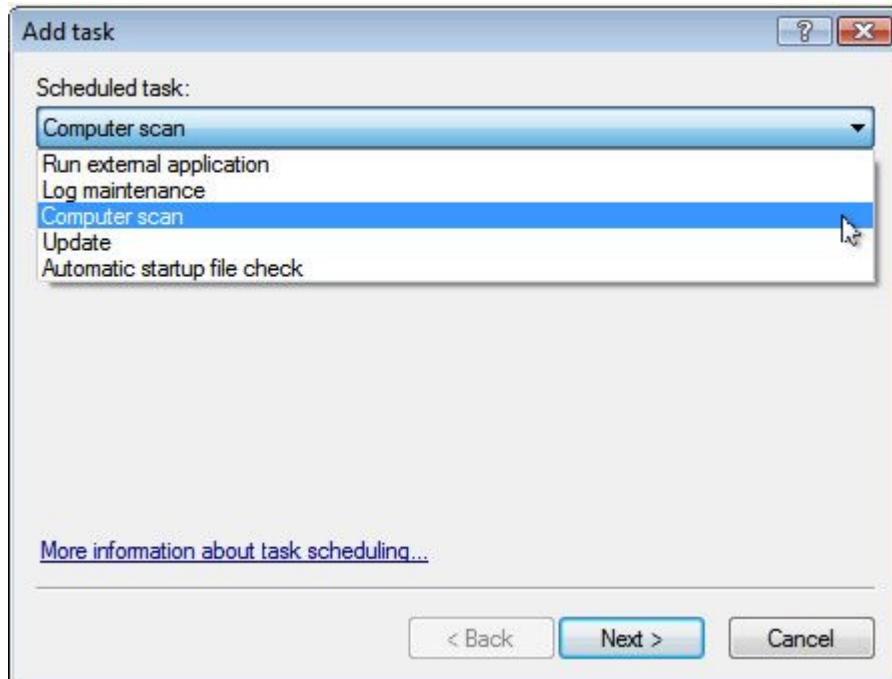 Add task
Scheduled task:
Computer scan
Run external application
Log maintenance
Computer scan
Update
Automatic startup file check
More information about task scheduling...
< Back Next > Cancel